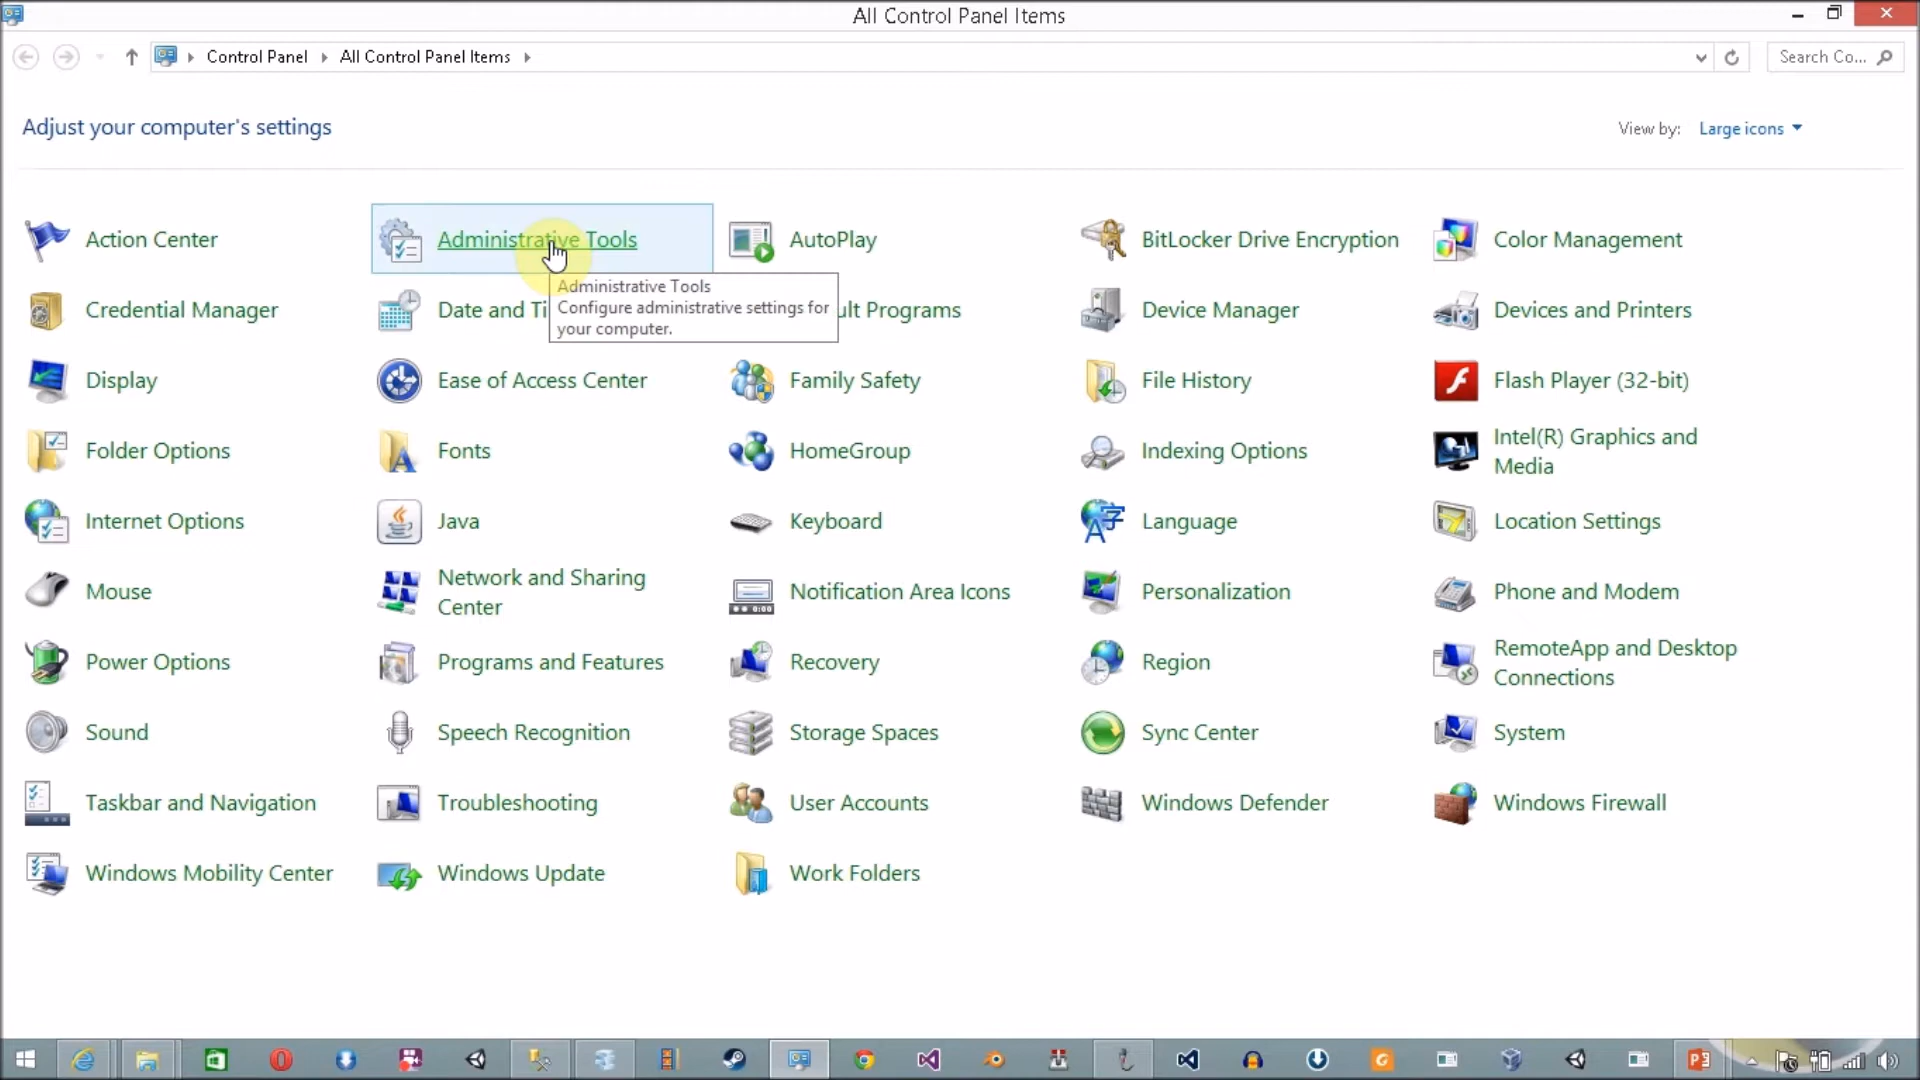 All Control Panel Items
Control Panel
All Control Panel Items
Search Co...
Adjust your computer's settings
View by:
Large icons
Action Center
Administrative Tools
AutoPlay
BitLocker Drive Encryption
Color Management
Administrative Tools
Configure administrative settings for
your computer.
Credential Manager
Date and Ti
ult Programs
Device Manager
Devices and Printers
Display
Ease of Access Center
Family Safety
File History
Flash Player (32-bit)
Folder Options
Fonts
HomeGroup
Indexing Options
Intel(R) Graphics and
Media
Internet Options
Java
Keyboard
Language
Location Settings
Mouse
Network and Sharing
Center
Notification Area Icons
Personalization
Phone and Modem
Power Options
Programs and Features
Recovery
Region
RemoteApp and Desktop
Connections
Sound
Speech Recognition
Storage Spaces
Sync Center
System
Taskbar and Navigation
Troubleshooting
User Accounts
Windows Defender
Windows Firewall
Windows Mobility Center
Windows Update
Work Folders